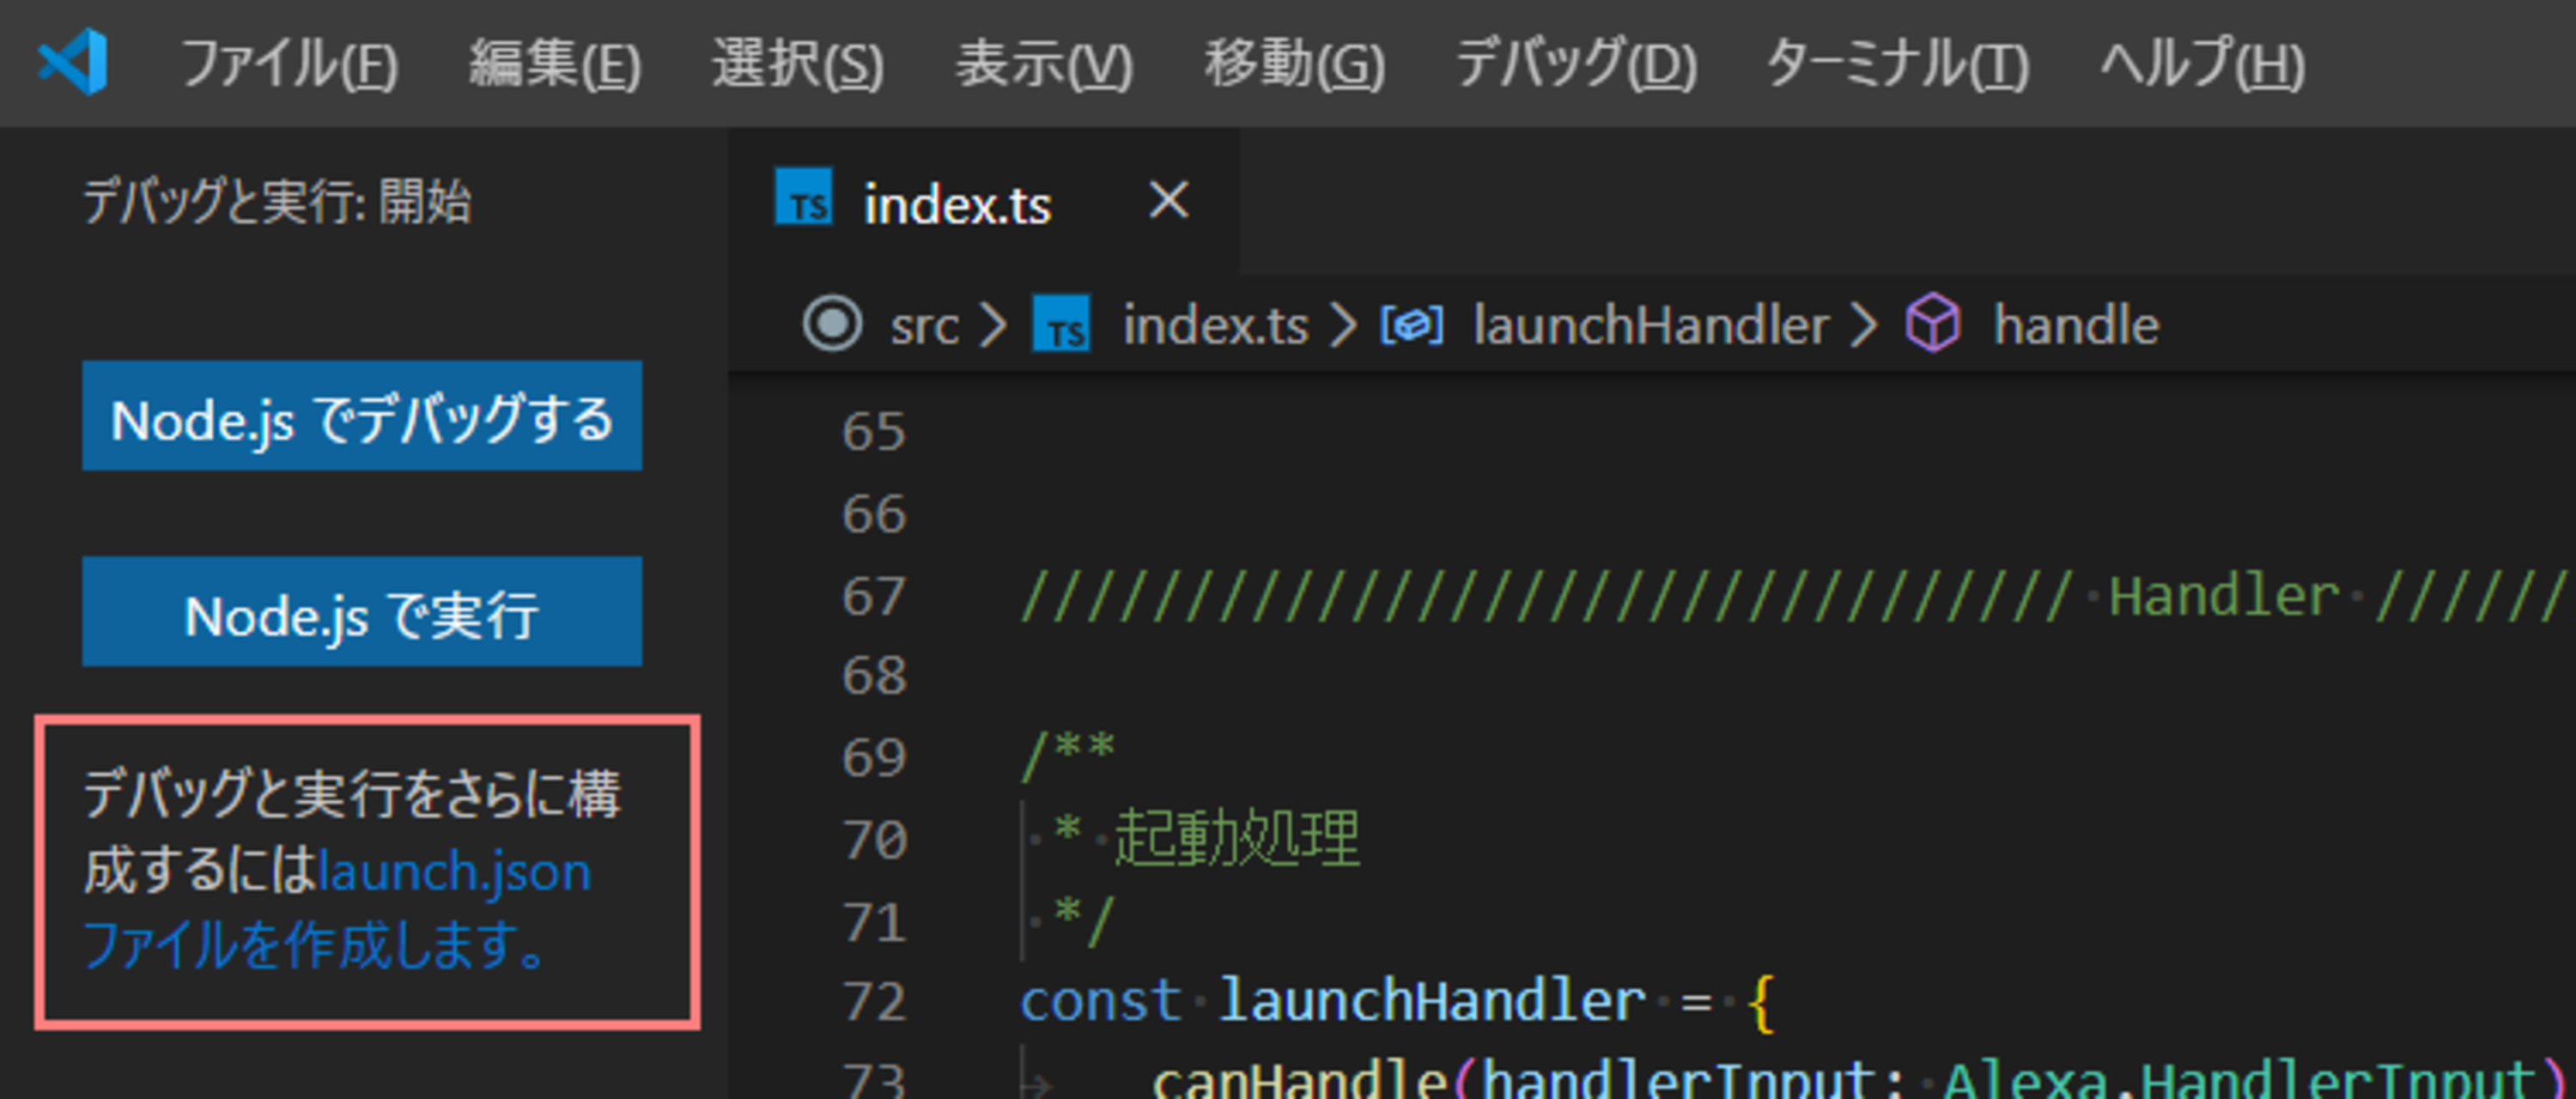 ファイル(F) 編集(E) 選択(S) 表示(V) 移動(G) デバッグ(D) ターミナル(T) ヘルプ(H)
デバッグと実行: 開始
Node.js でデバッグする
Node.js で実行
デバッグと実行をさらに構
成するにはlaunch.json
ファイルを作成します。
TS index.ts
src > TS index.ts > launchHandler > handle
65
66
67 //////////////////////////////// Handler //////
68
69 /**
70 * 起動処理
71 */
72 const launchHandler = {
73 canHandle(handlerInput: Alexa.HandlerInput)